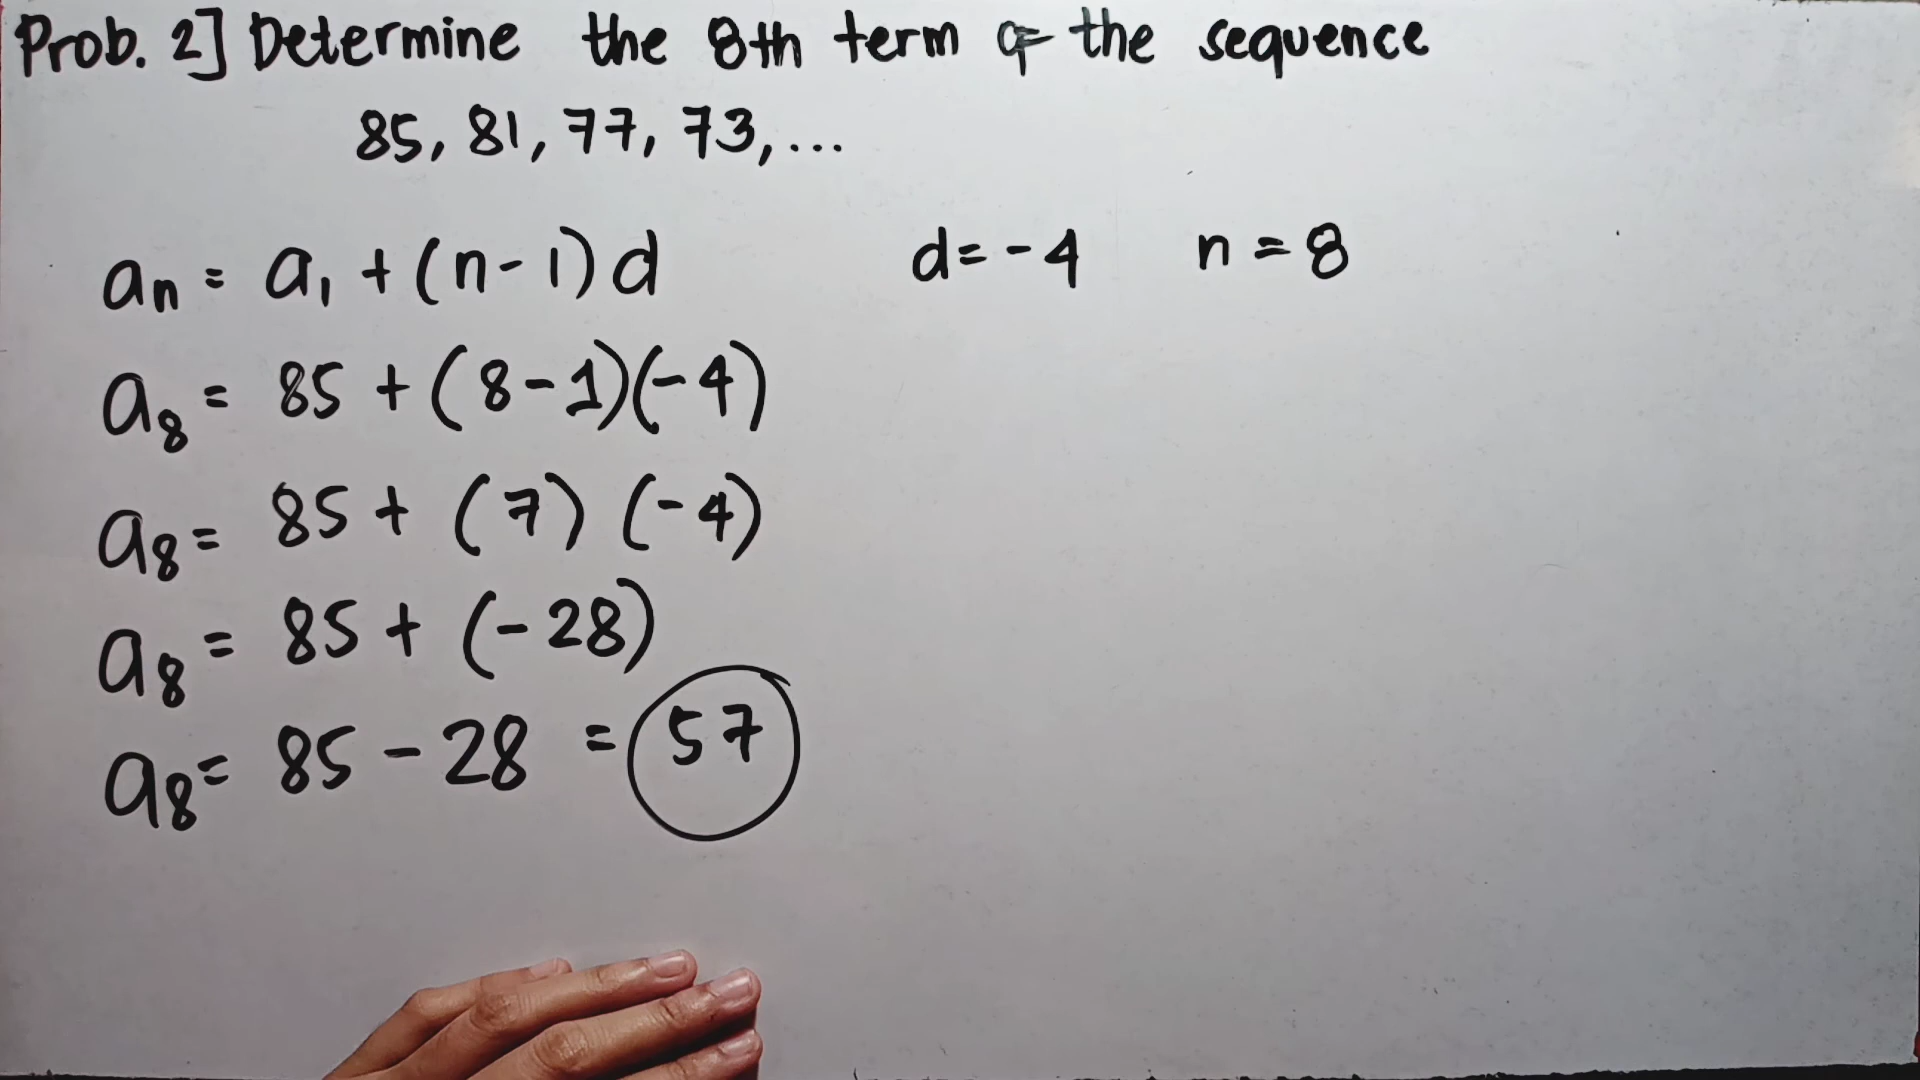 Prob. 2] Determine the 8th term of the sequence
85, 81, 77, 73, ...
an = a1 + (n-1)d d = -4 n = 8
a8 = 85 + (8-1)(-4)
a8 = 85 + (7) (-4)
a8 = 85 + (-28)
a8 = 85 - 28 = 57